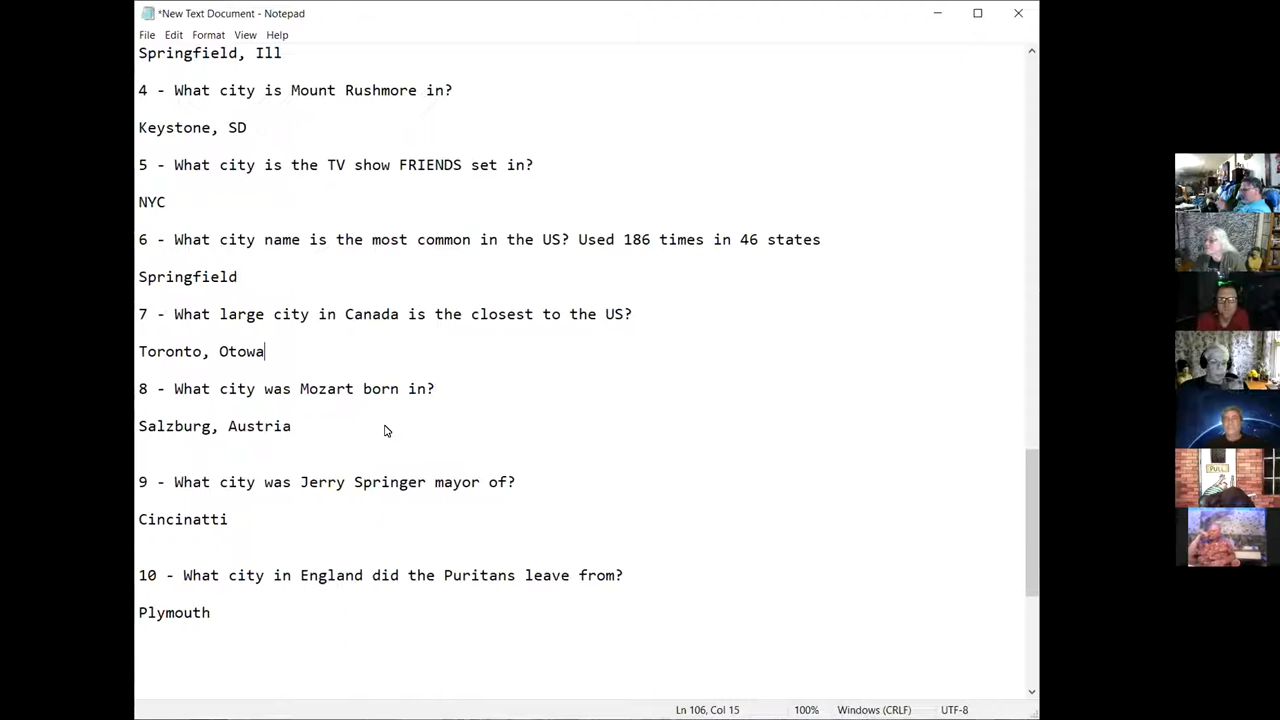 *New Text Document - Notepad
File Edit Format View Help
Springfield, Ill
4 - What city is Mount Rushmore in?
Keystone, SD
5 - What city is the TV show FRIENDS set in?
NYC
6 - What city name is the most common in the US? Used 186 times in 46 states
Springfield
7 - What large city in Canada is the closest to the US?
Toronto, Otowa
8 - What city was Mozart born in?
Salzburg, Austria
9 - What city was Jerry Springer mayor of?
Cincinatti
10 - What city in England did the Puritans leave from?
Plymouth
Ln 106, Col 15 100% Windows (CRLF) UTF-8
PULL